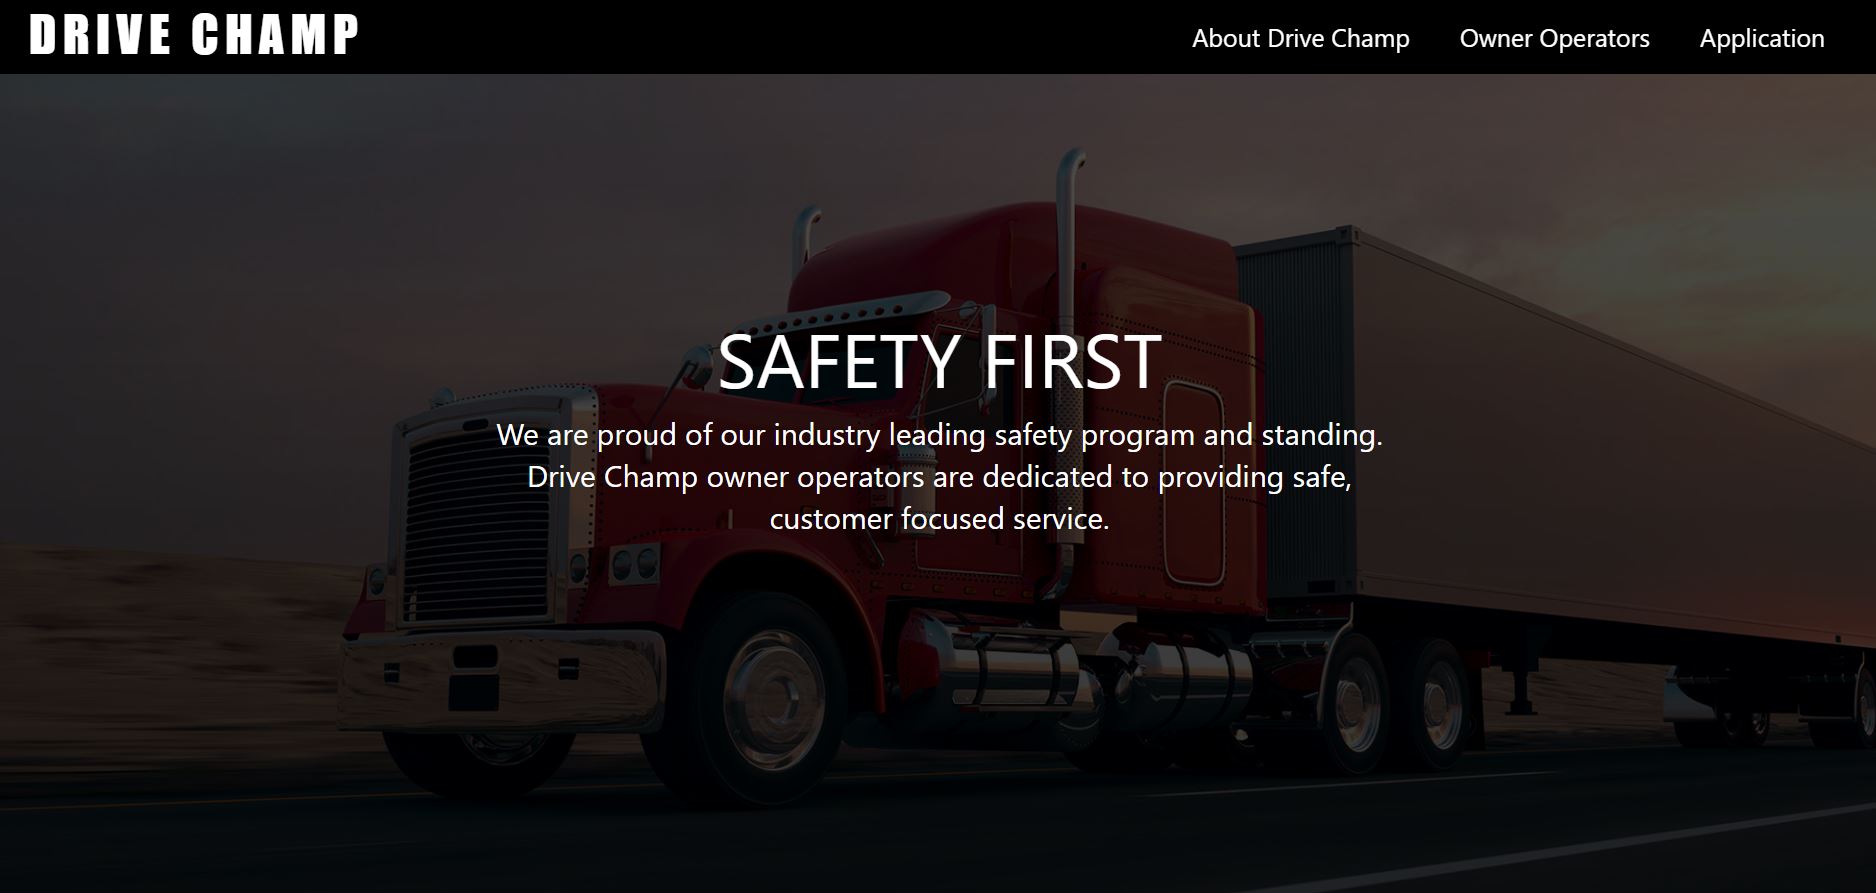 DRIVE CHAMP
About Drive Champ Owner Operators Application
SAFETY FIRST
We are proud of our industry leading safety program and standing.
Drive Champ owner operators are dedicated to providing safe,
customer focused service.